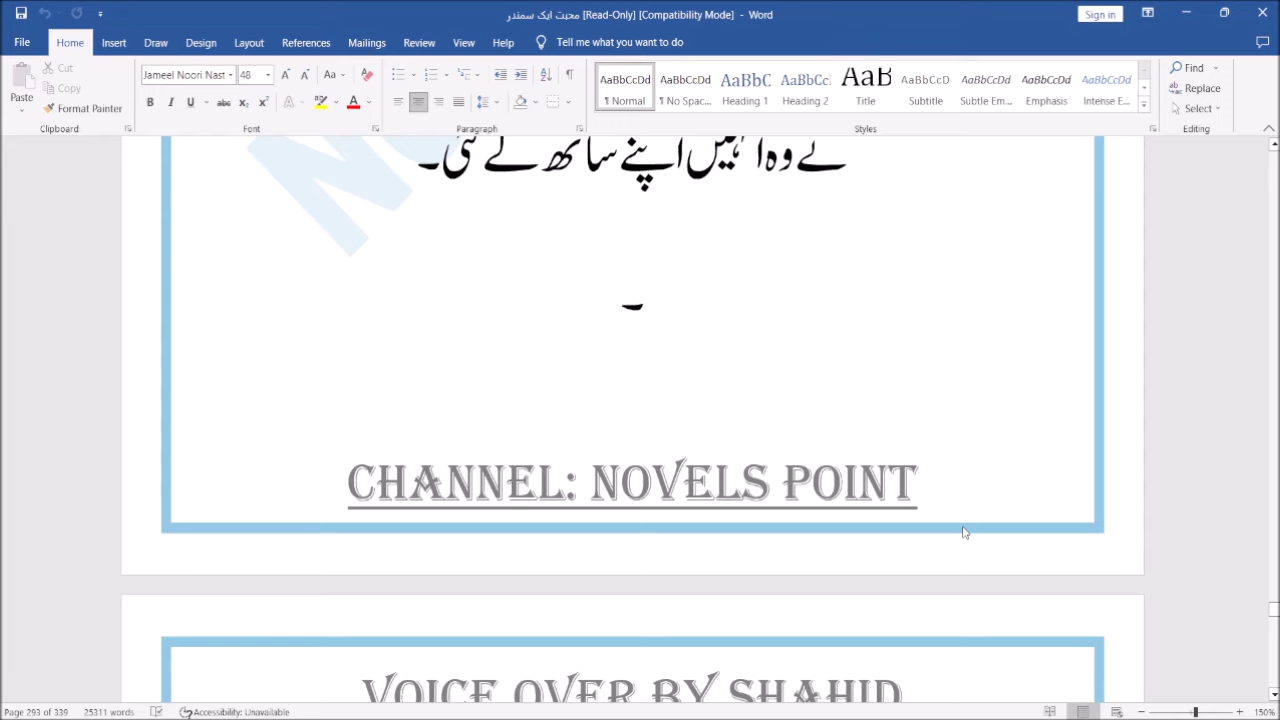 محبت ایک سمندر [Read-Only] [Compatibility Mode] - Word
Sign in
File Home Insert Draw Design Layout References Mailings Review View Help Tell me what you want to do
Paste
Cut
Copy
Format Painter
Clipboard
Jameel Noori Nast 48
Font
Paragraph
AaBbCcDd AaBbCcDd AaBbC AaBbCc AaB AaBbCcD AaBbCcDd AaBbCcDd AaBbCcDd
¶ Normal ¶ No Spac... Heading 1 Heading 2 Title Subtitle Subtle Em... Emphasis Intense E...
Styles
Find
Replace
Select
Editing
لے وہ انہیں اپنے ساتھ لے گئی۔
۔
CHANNEL: NOVELS POINT
VOICE OVER BY SHAHID
Page 293 of 339 25311 words Accessibility: Unavailable 150%